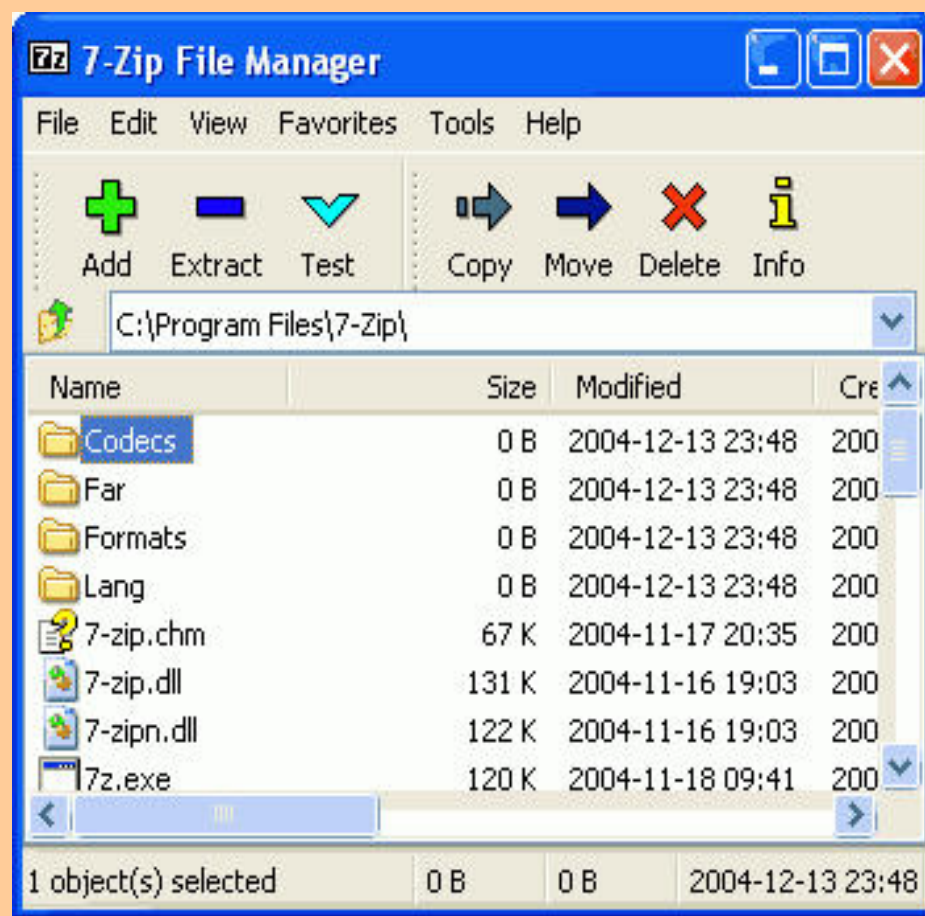 7z 7-Zip File Manager
File Edit View Favorites Tools Help
Add Extract Test Copy Move Delete Info
C:\Program Files\7-Zip\
Name Size Modified Cre
Codecs 0 B 2004-12-13 23:48 200
Far 0 B 2004-12-13 23:48 200
Formats 0 B 2004-12-13 23:48 200
Lang 0 B 2004-12-13 23:48 200
7-zip.chm 67 K 2004-11-17 20:35 200
7-zip.dll 131 K 2004-11-16 19:03 200
7-zipn.dll 122 K 2004-11-16 19:03 200
7z.exe 120 K 2004-11-18 09:41 200
1 object(s) selected 0 B 0 B 2004-12-13 23:48